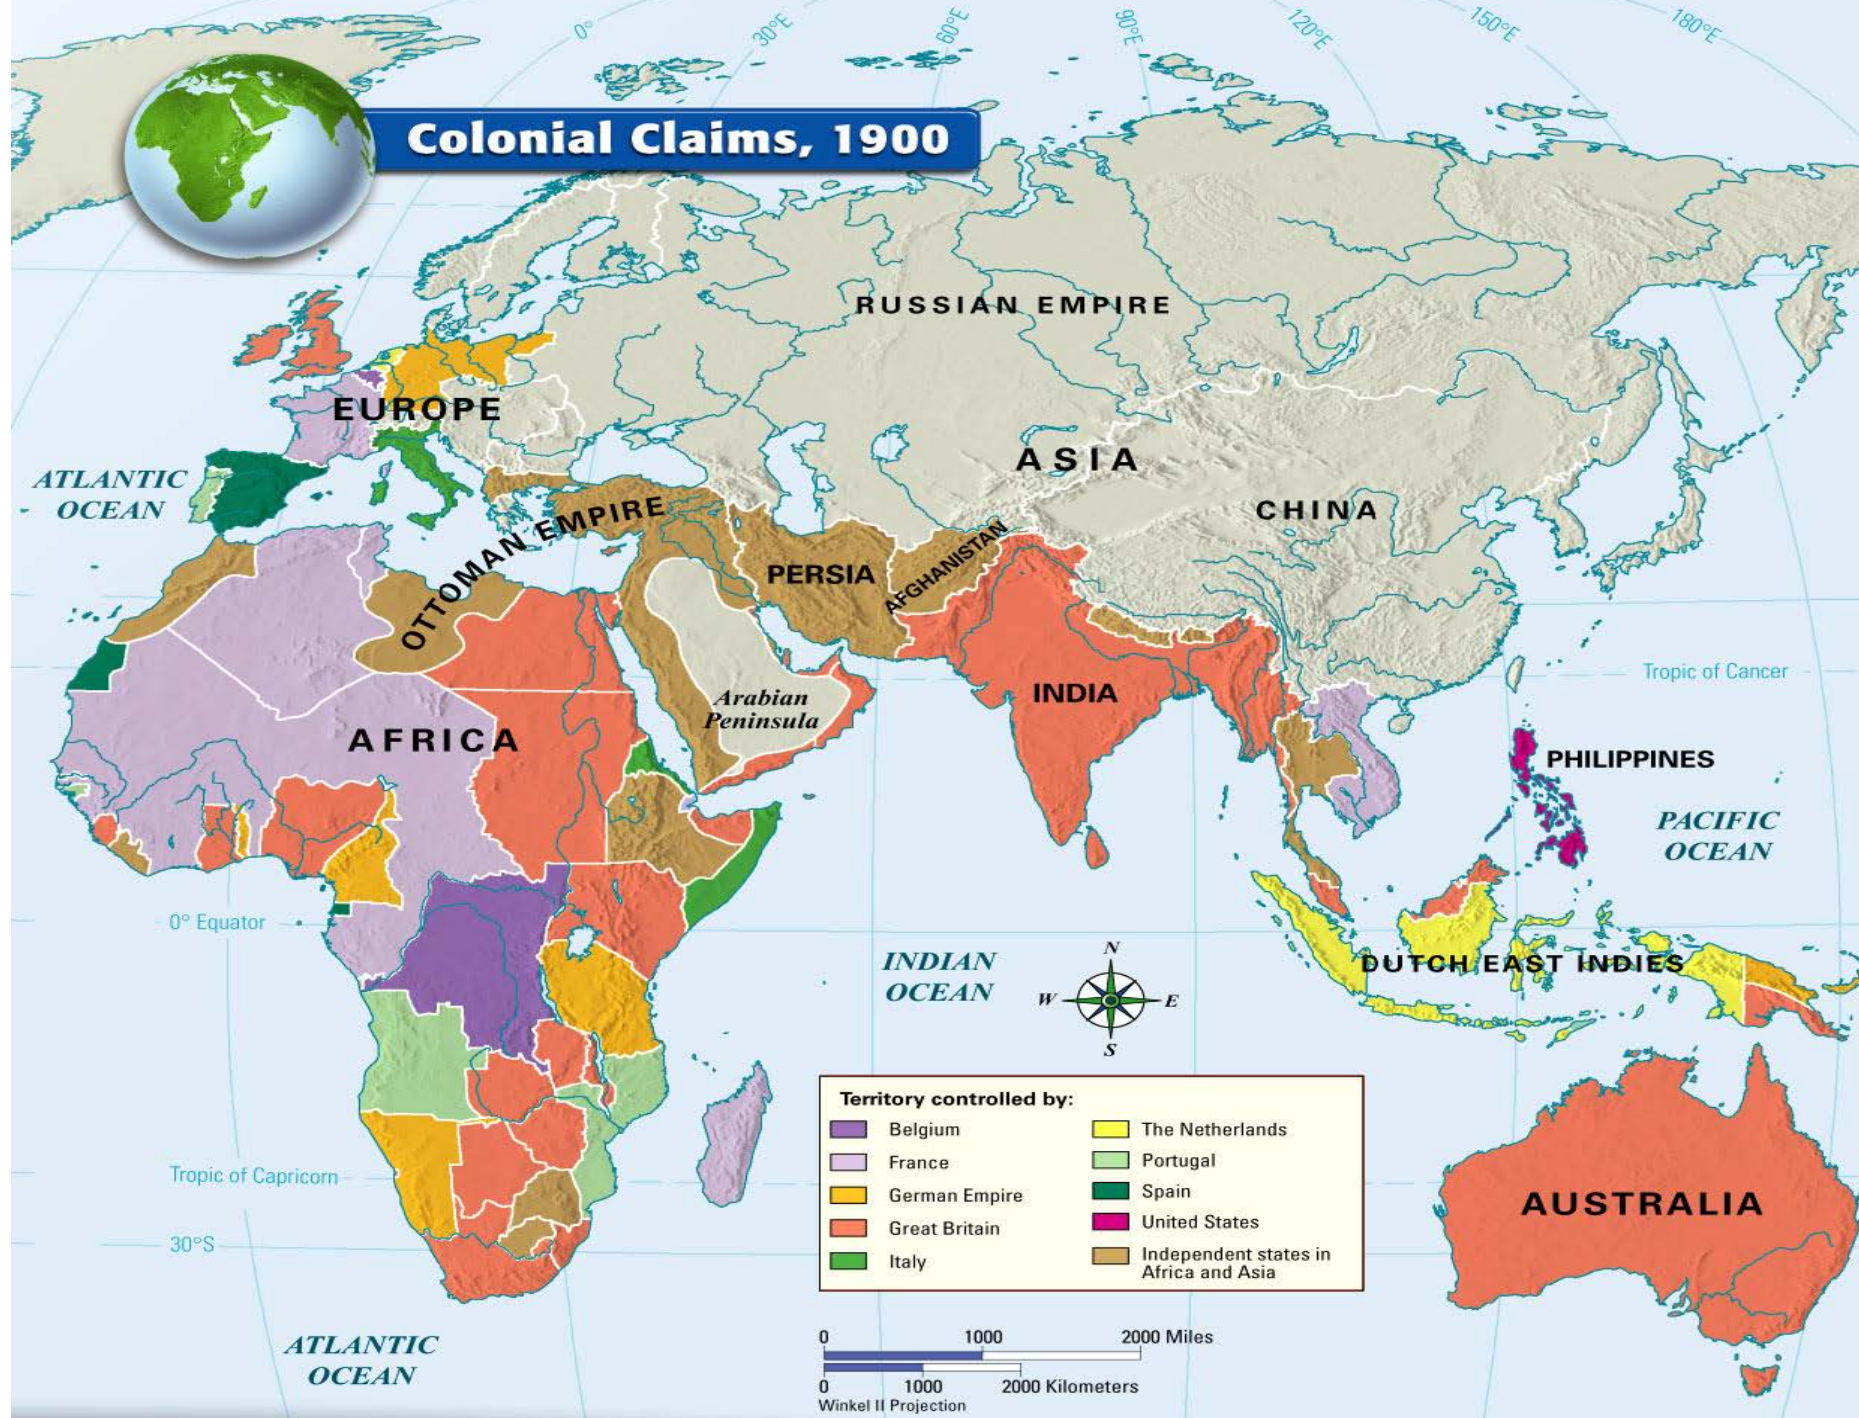 0°
30°E
60°E
90°E
120°E
150°E
180°E
Colonial Claims, 1900
RUSSIAN EMPIRE
EUROPE
ASIA
ATLANTIC
OCEAN
CHINA
OTTOMAN EMPIRE
PERSIA
AFGHANISTAN
Tropic of Cancer
INDIA
Arabian
Peninsula
AFRICA
PHILIPPINES
PACIFIC
OCEAN
0° Equator
INDIAN
OCEAN
N
W
E
S
DUTCH EAST INDIES
Tropic of Capricorn
30°S
AUSTRALIA
Territory controlled by:
Belgium
France
German Empire
Great Britain
Italy
The Netherlands
Portugal
Spain
United States
Independent states in
Africa and Asia
ATLANTIC
OCEAN
0 1000 2000 Miles
0 1000 2000 Kilometers
Winkel II Projection